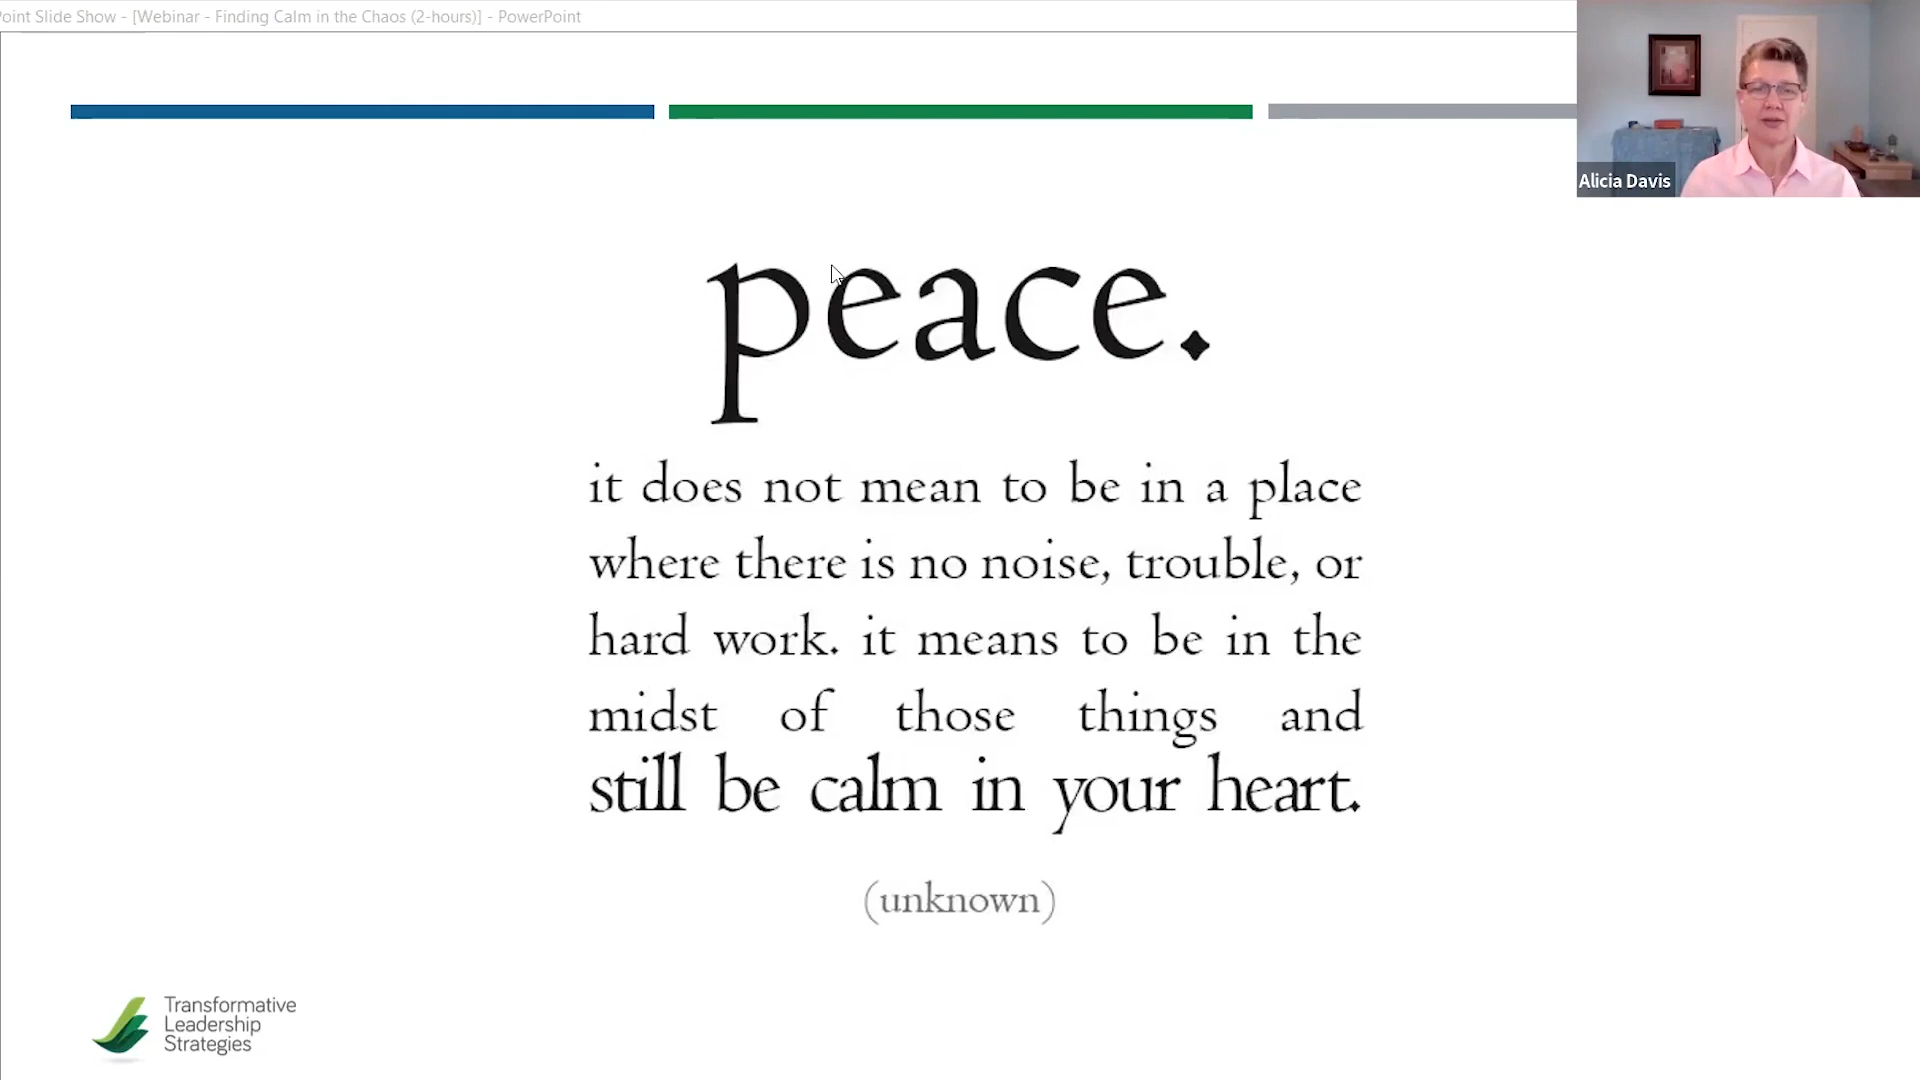 Point Slide Show - [Webinar - Finding Calm in the Chaos (2-hours)] - PowerPoint
Alicia Davis
peace.
it does not mean to be in a place
where there is no noise, trouble, or
hard work. it means to be in the
midst of those things and
still be calm in your heart.
(unknown)
Transformative
Leadership
Strategies